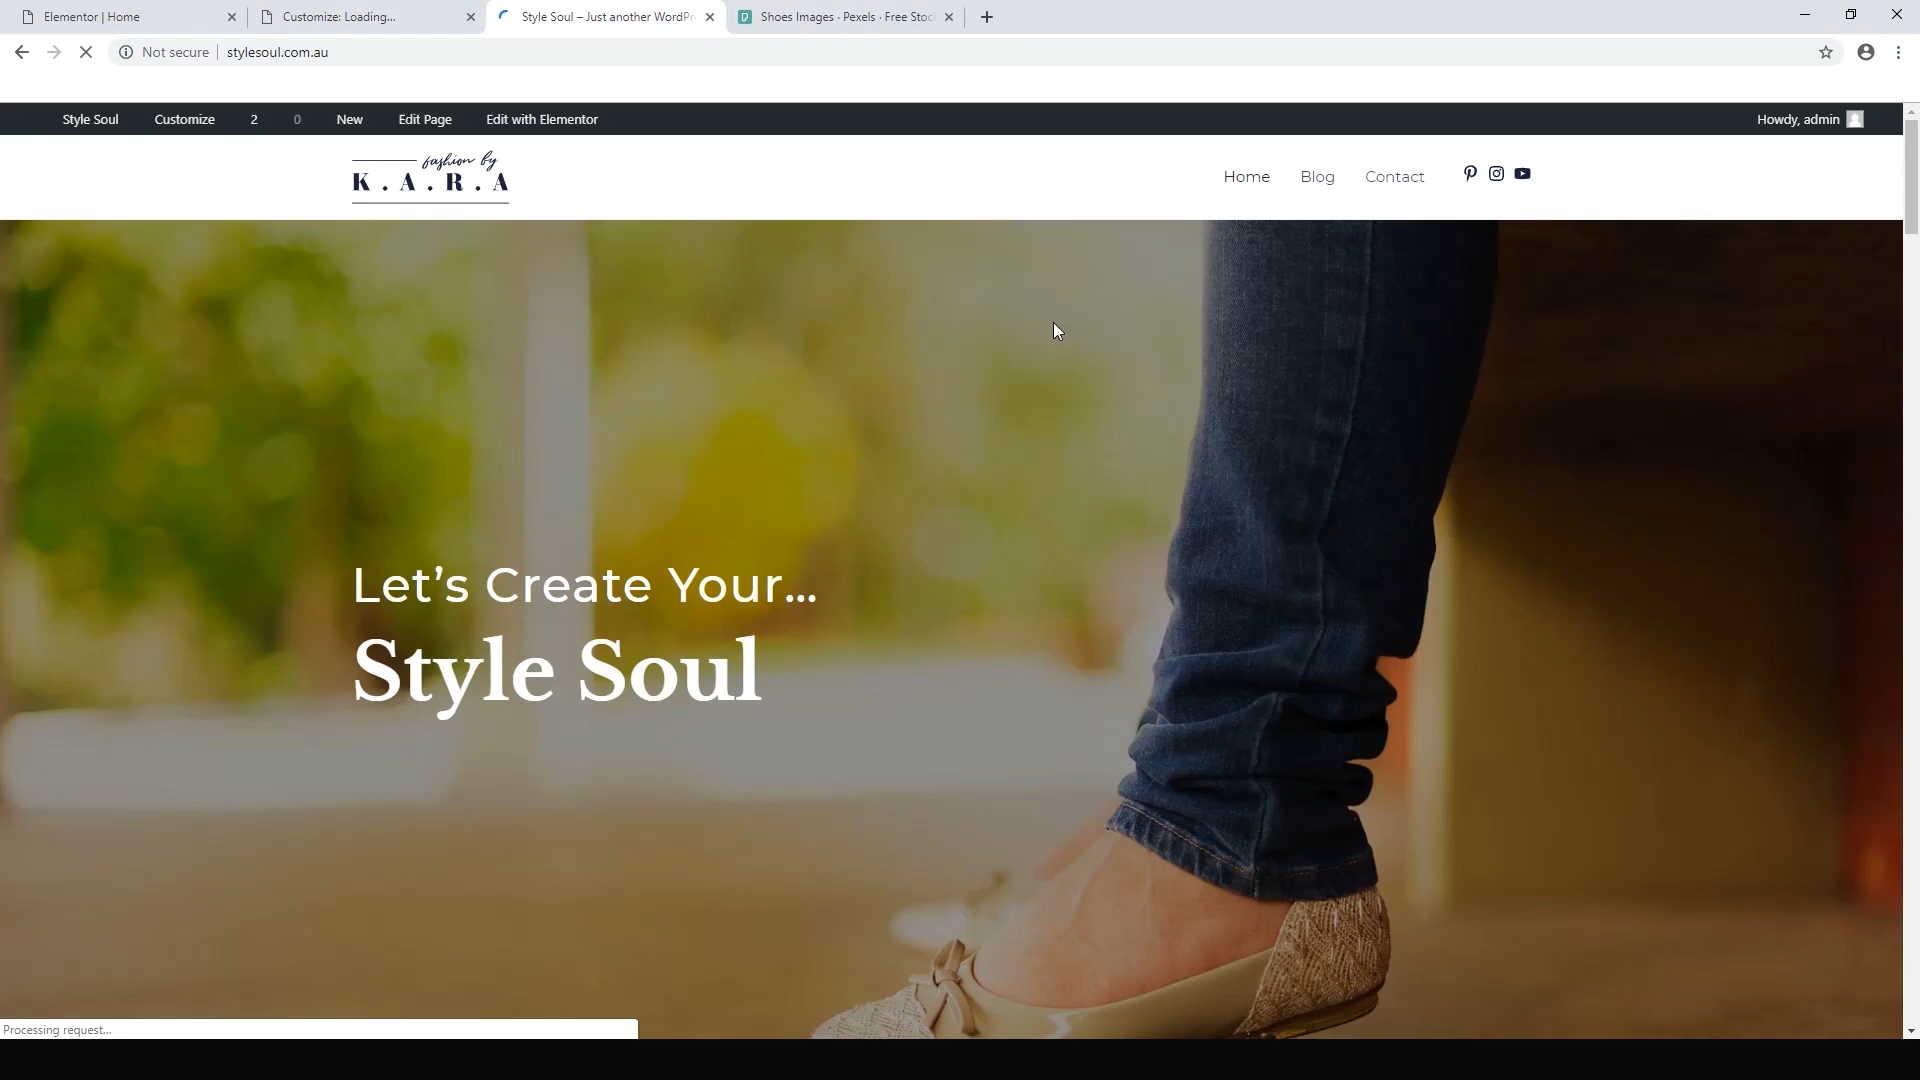 Elementor | Home
Customize: Loading...
Style Soul – Just another WordPr
Shoes Images · Pexels · Free Stoc
Not secure
stylesoul.com.au
Style Soul
Customize
2
0
New
Edit Page
Edit with Elementor
Howdy, admin
fashion by
K.A.R.A
Home
Blog
Contact
Let's Create Your...
Style Soul
Processing request...